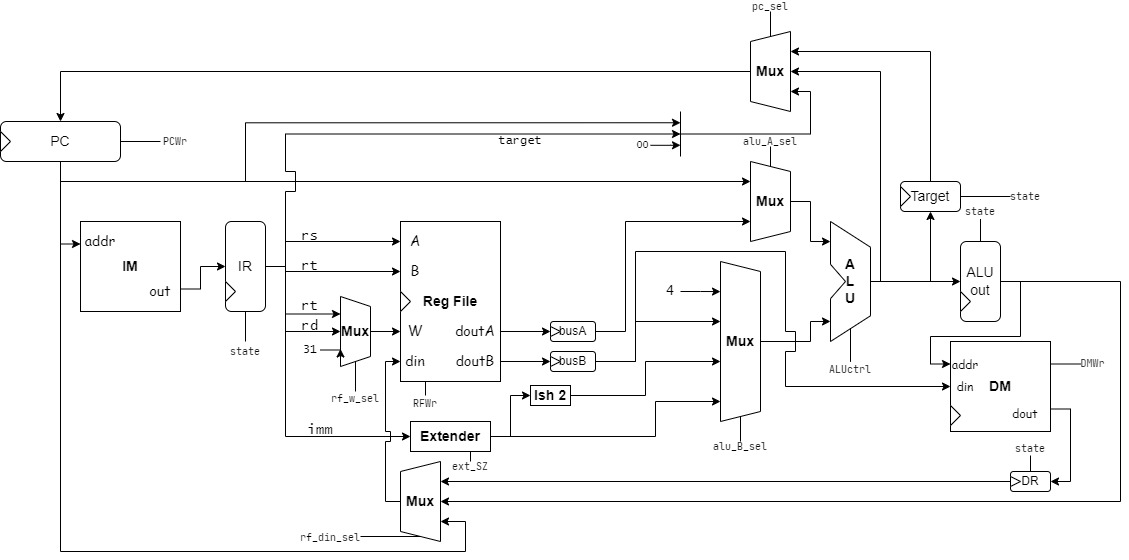 pc_sel
Mux
PC
PCWr
target
00
alu_A_sel
Mux
Target
state
state
addr
IM
out
IR
state
rs
rt
rt
rd
31
Mux
rf_w_sel
A
B
Reg File
W
doutA
din
doutB
RFWr
busA
busB
lsh 2
imm
Extender
ext_SZ
4
Mux
alu_B_sel
A
L
U
ALUctrl
ALU
out
addr
din
DM
dout
DMWr
state
DR
Mux
rf_din_sel